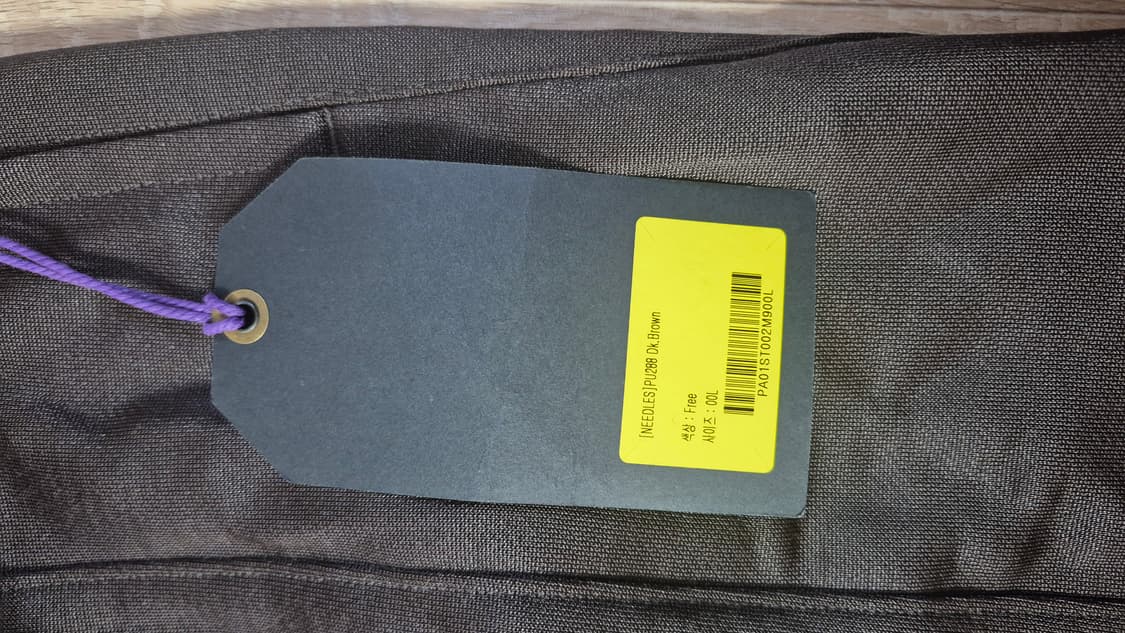 [NEEDLES]PU288 Dk.Brown
색상 : Free
사이즈 : 00L
PA01ST002M900L